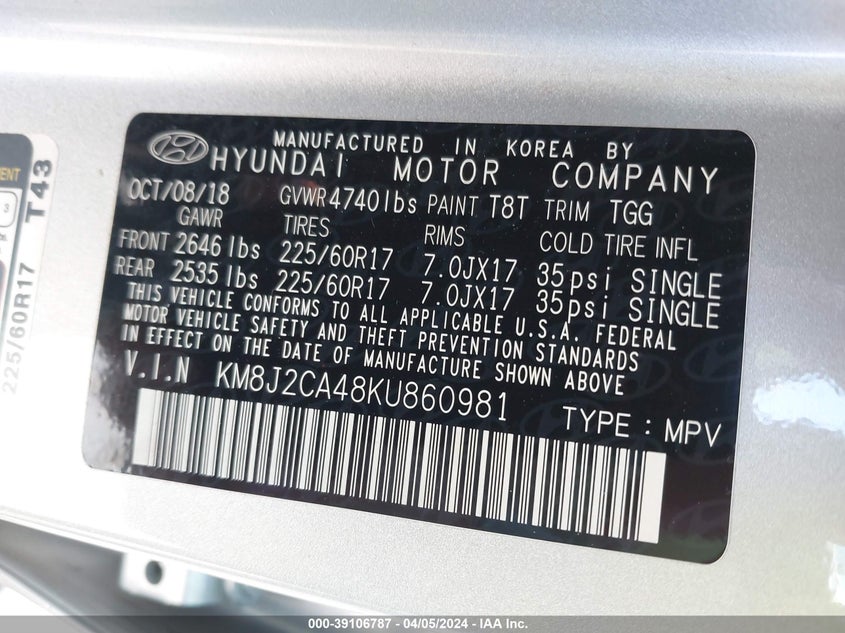 MANUFACTURED IN KOREA BY
HYUNDAI MOTOR COMPANY
OCT/08/18 GVWR4740lbs PAINT T8T TRIM TGG
GAWR TIRES RIMS COLD TIRE INFL
FRONT 2646lbs 225/60R17 7.0JX17 35psi SINGLE
REAR 2535lbs 225/60R17 7.0JX17 35psi SINGLE
THIS VEHICLE CONFORMS TO ALL APPLICABLE U.S.A. FEDERAL
MOTOR VEHICLE SAFETY AND THEFT PREVENTION STANDARDS
IN EFFECT ON THE DATE OF MANUFACTURE SHOWN ABOVE
V.I.N KM8J2CA48KU860981
TYPE : MPV
T43
225/60R17
000-39106787 - 04/05/2024 - IAA Inc.